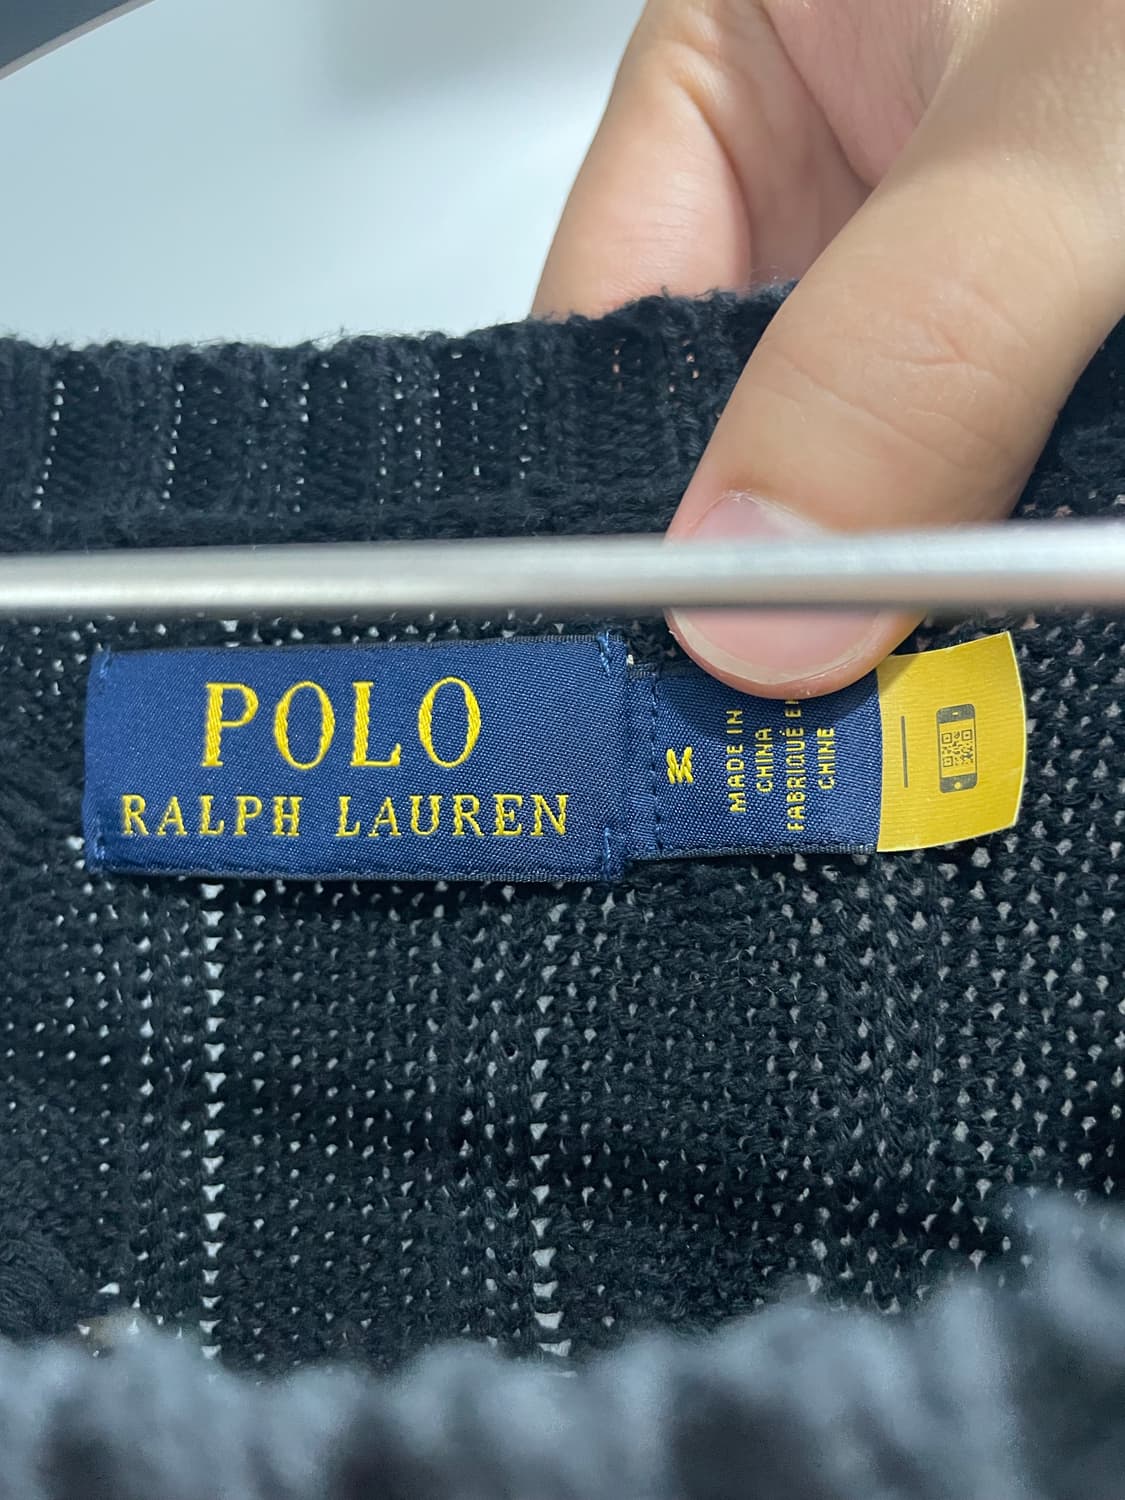 POLO
RALPH LAUREN
M
MADE IN
CHINA
FABRIQUÉ EN
CHINE